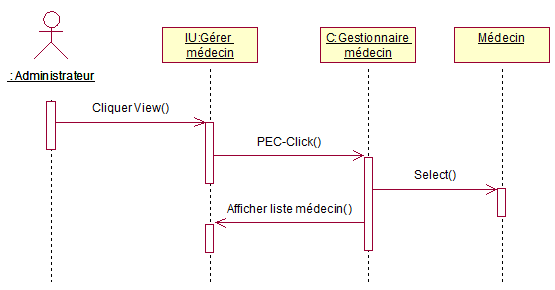 IU:Gérer
médecin
C:Gestionnaire
médecin
Médecin
: Administrateur
Cliquer View()
PEC-Click()
Select()
Afficher liste médecin()